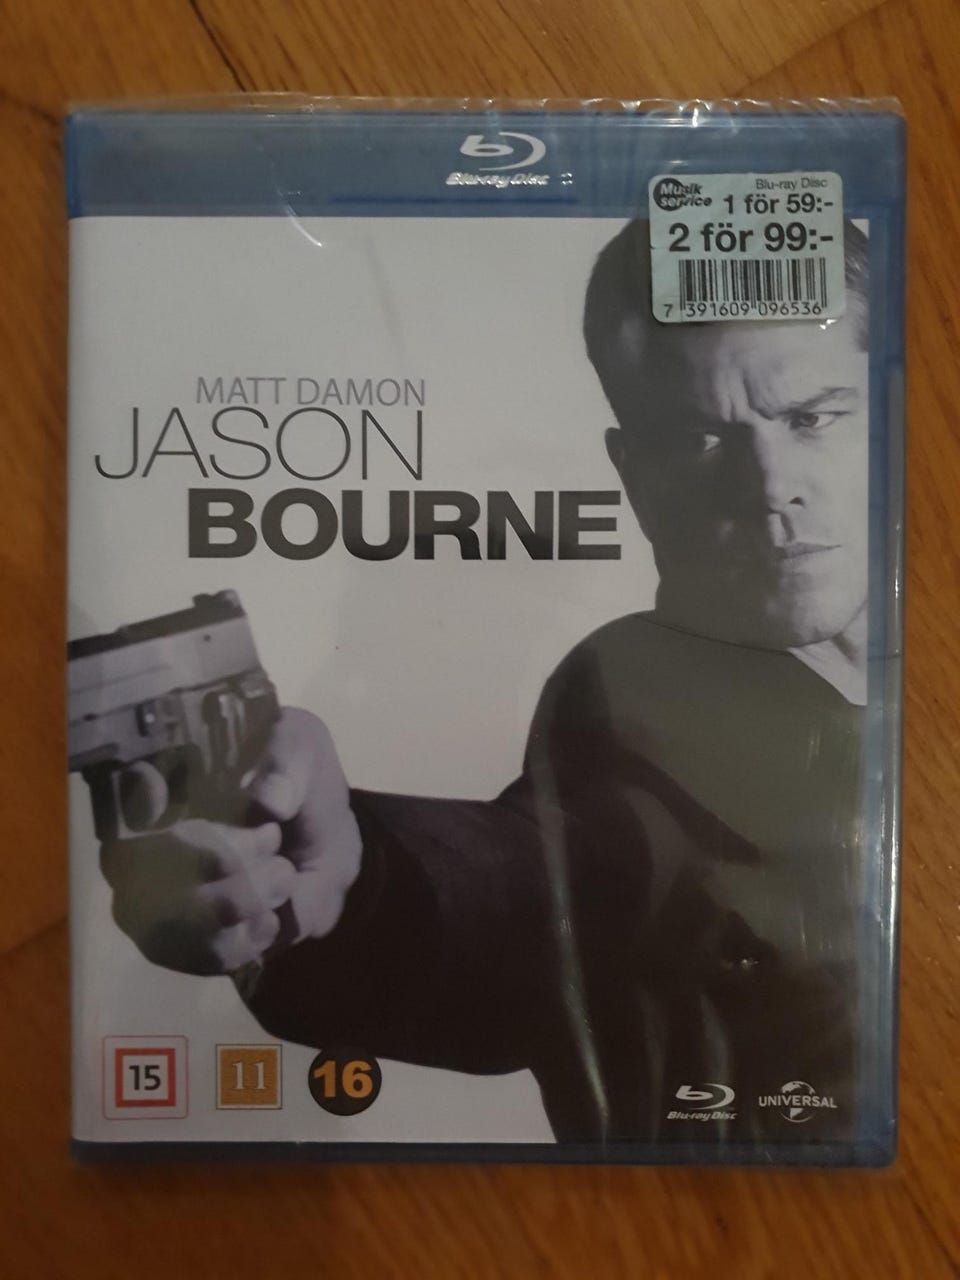 Blu-ray Disc
Musik service
Blu-ray Disc
1 för 59:-
2 för 99:-
7 391609 096536
MATT DAMON
JASON
BOURNE
15
11
16
Blu-ray Disc
UNIVERSAL